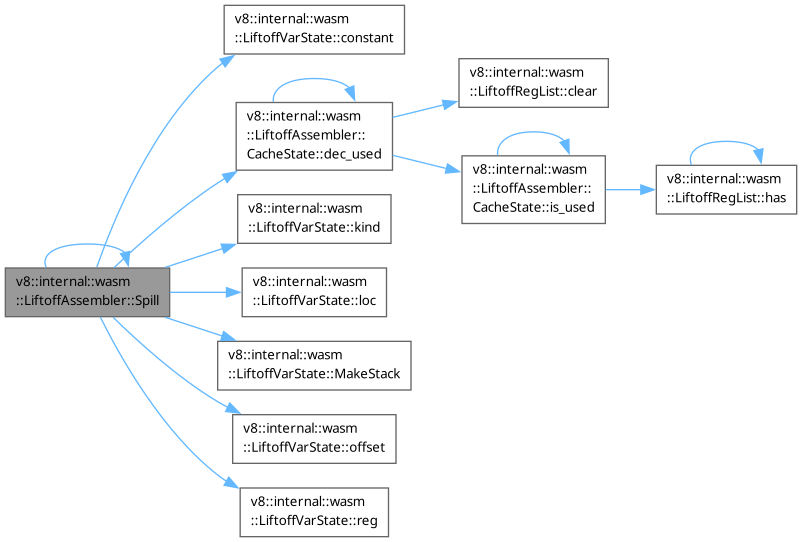 v8::internal::wasm
::LiftoffVarState::constant
v8::internal::wasm
::LiftoffAssembler::
CacheState::dec_used
v8::internal::wasm
::LiftoffRegList::clear
v8::internal::wasm
::LiftoffAssembler::
CacheState::is_used
v8::internal::wasm
::LiftoffRegList::has
v8::internal::wasm
::LiftoffVarState::kind
v8::internal::wasm
::LiftoffAssembler::Spill
v8::internal::wasm
::LiftoffVarState::loc
v8::internal::wasm
::LiftoffVarState::MakeStack
v8::internal::wasm
::LiftoffVarState::offset
v8::internal::wasm
::LiftoffVarState::reg